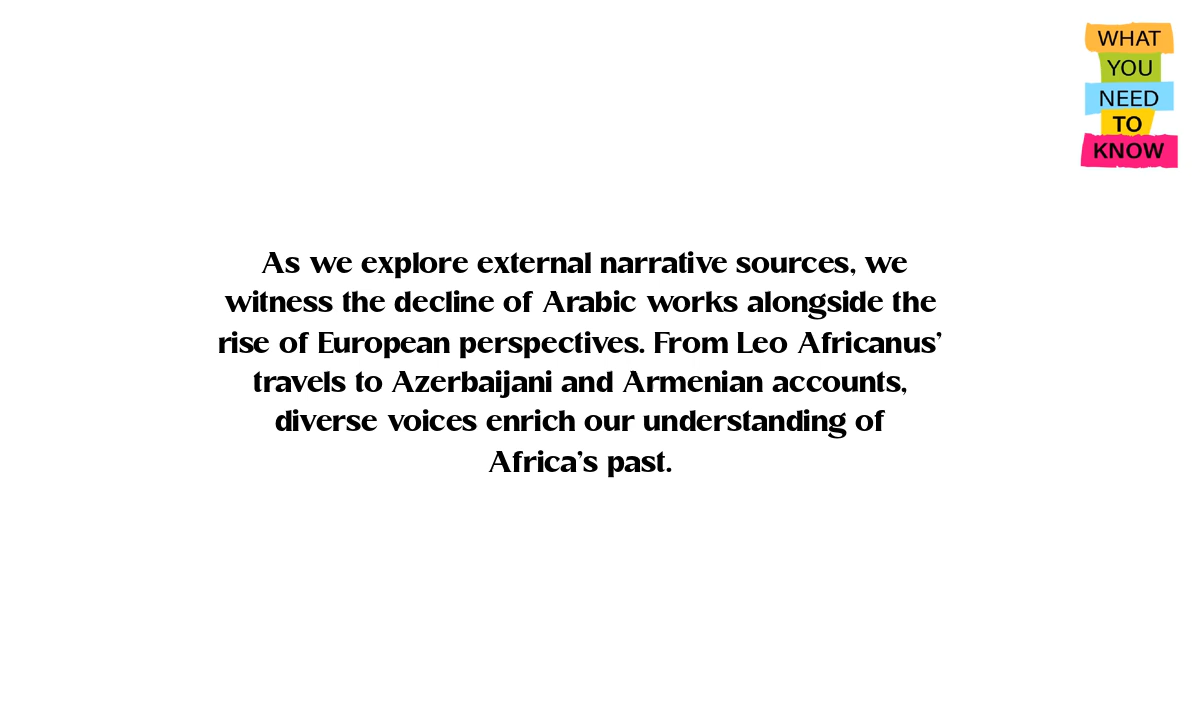 WHAT
YOU
NEED
TO
KNOW
As we explore external narrative sources, we
witness the decline of Arabic works alongside the
rise of European perspectives. From Leo Africanus’
travels to Azerbaijani and Armenian accounts,
diverse voices enrich our understanding of
Africa’s past.